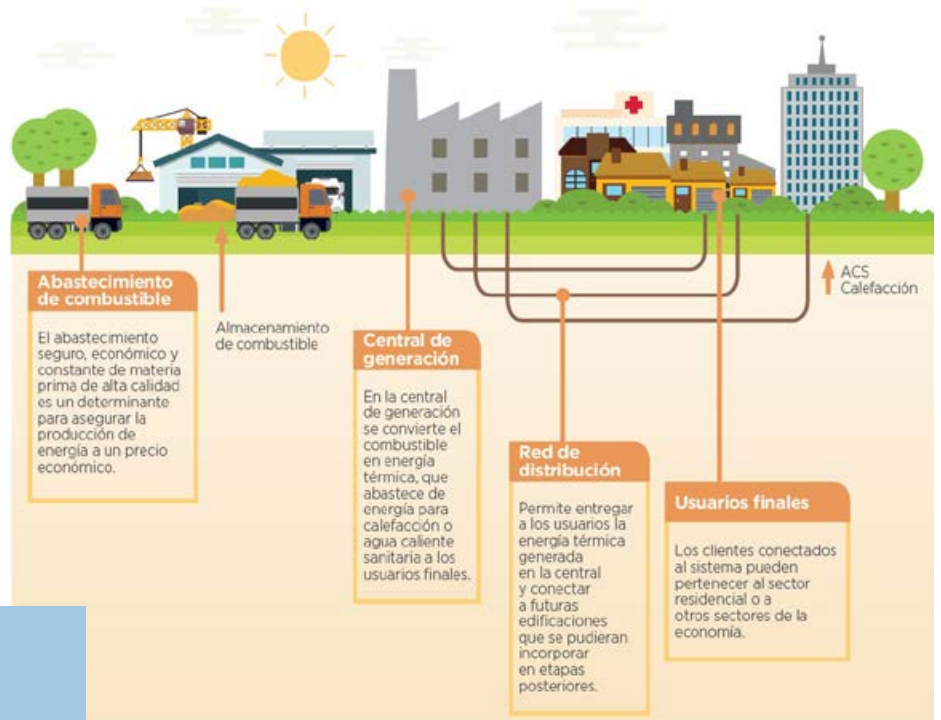 Abastecimiento
de combustible
El abastecimiento
seguro, económico y
constante de materia
prima de alta calidad
es un determinante
para asegurar la
producción de
energía a un precio
económico.
Almacenamiento
de combustible
Central de
generación
En la central
de generación
se convierte el
combustible
en energía
térmica, que
abastece de
energía para
calefacción o
agua caliente
sanitaria a los
usuarios finales.
Red de
distribución
Permite entregar
a los usuarios la
energía térmica
generada
en la central
y conectar
a futuras
edificaciones
que se pudieran
incorporar
en etapas
posteriores.
Usuarios finales
Los clientes conectados
al sistema pueden
pertenecer al sector
residencial o a
otros sectores de la
economía.
ACS
Calefacción